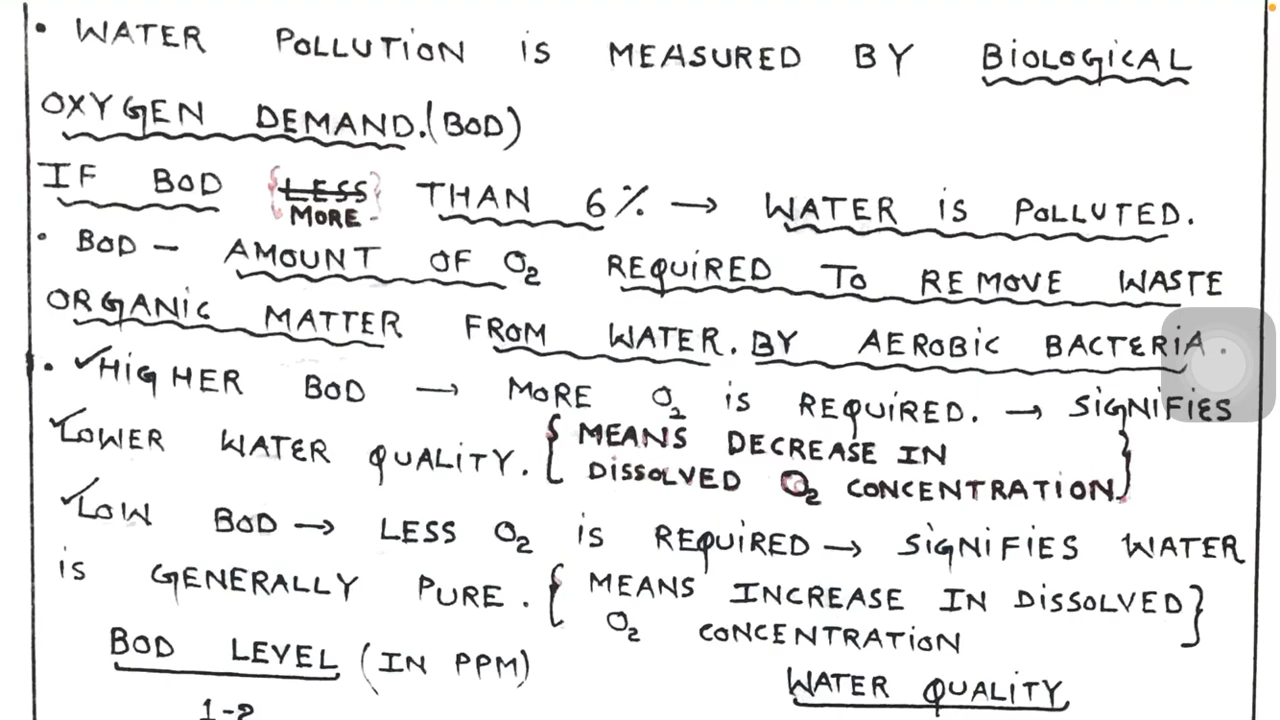 • WATER POLLUTION IS MEASURED BY BIOLOGICAL
OXYGEN DEMAND. (BOD)
IF BOD {LESS} THAN 6% → WATER IS POLLUTED.
MORE
• BOD - AMOUNT OF O₂ REQUIRED TO REMOVE WASTE
ORGANIC MATTER FROM WATER. BY AEROBIC BACTERIA.
• ✓HIGHER BOD → MORE O₂ IS REQUIRED. → SIGNIFIES
✓LOWER WATER QUALITY. { MEANS DECREASE IN
DISSOLVED O₂ CONCENTRATION }
✓LOW BOD → LESS O₂ IS REQUIRED → SIGNIFIES WATER
IS GENERALLY PURE. { MEANS INCREASE IN DISSOLVED
O₂ CONCENTRATION }
BOD LEVEL (IN PPM) WATER QUALITY